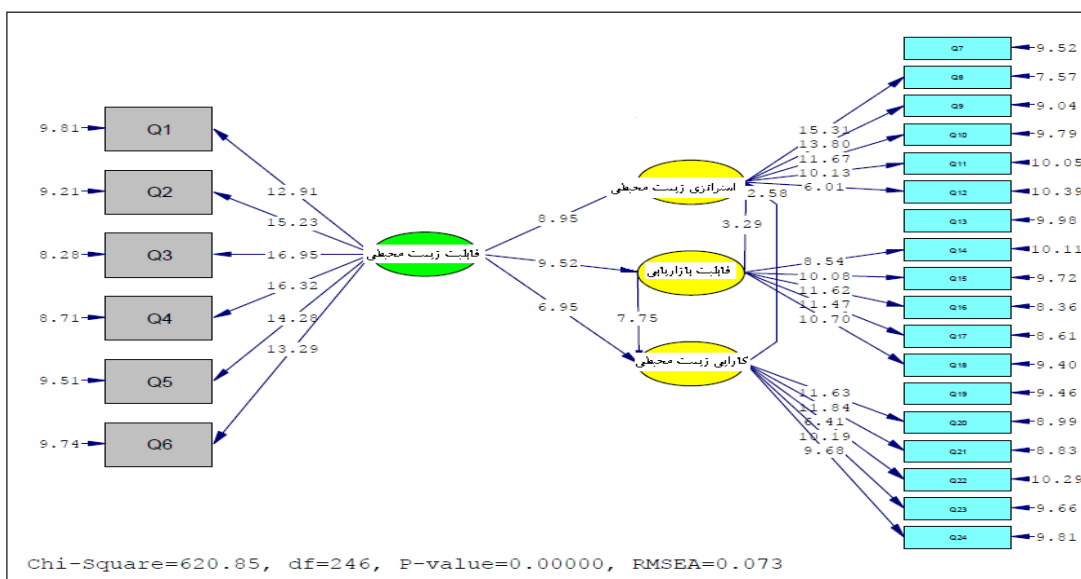 9.81
Q1
9.21
Q2
8.28
Q3
8.71
Q4
9.51
Q5
9.74
Q6
12.91
15.23
16.95
16.32
14.28
13.29
قابلیت زیست محیطی
8.95
9.52
6.95
استراتژی زیست محیطی
قابلیت بازاریابی
کارایی زیست محیطی
7.75
3.29
2.58
15.31
13.80
11.67
10.13
6.01
8.54
10.08
11.62
11.47
10.70
11.63
11.84
6.41
10.19
9.68
Q7 9.52
Q8 7.57
Q9 9.04
Q10 9.79
Q11 10.05
Q12 10.39
Q13 9.98
Q14 10.11
Q15 9.72
Q16 8.36
Q17 8.61
Q18 9.40
Q19 9.46
Q20 8.99
Q21 8.83
Q22 10.29
Q23 9.66
Q24 9.81
Chi-Square=620.85, df=246, P-value=0.00000, RMSEA=0.073